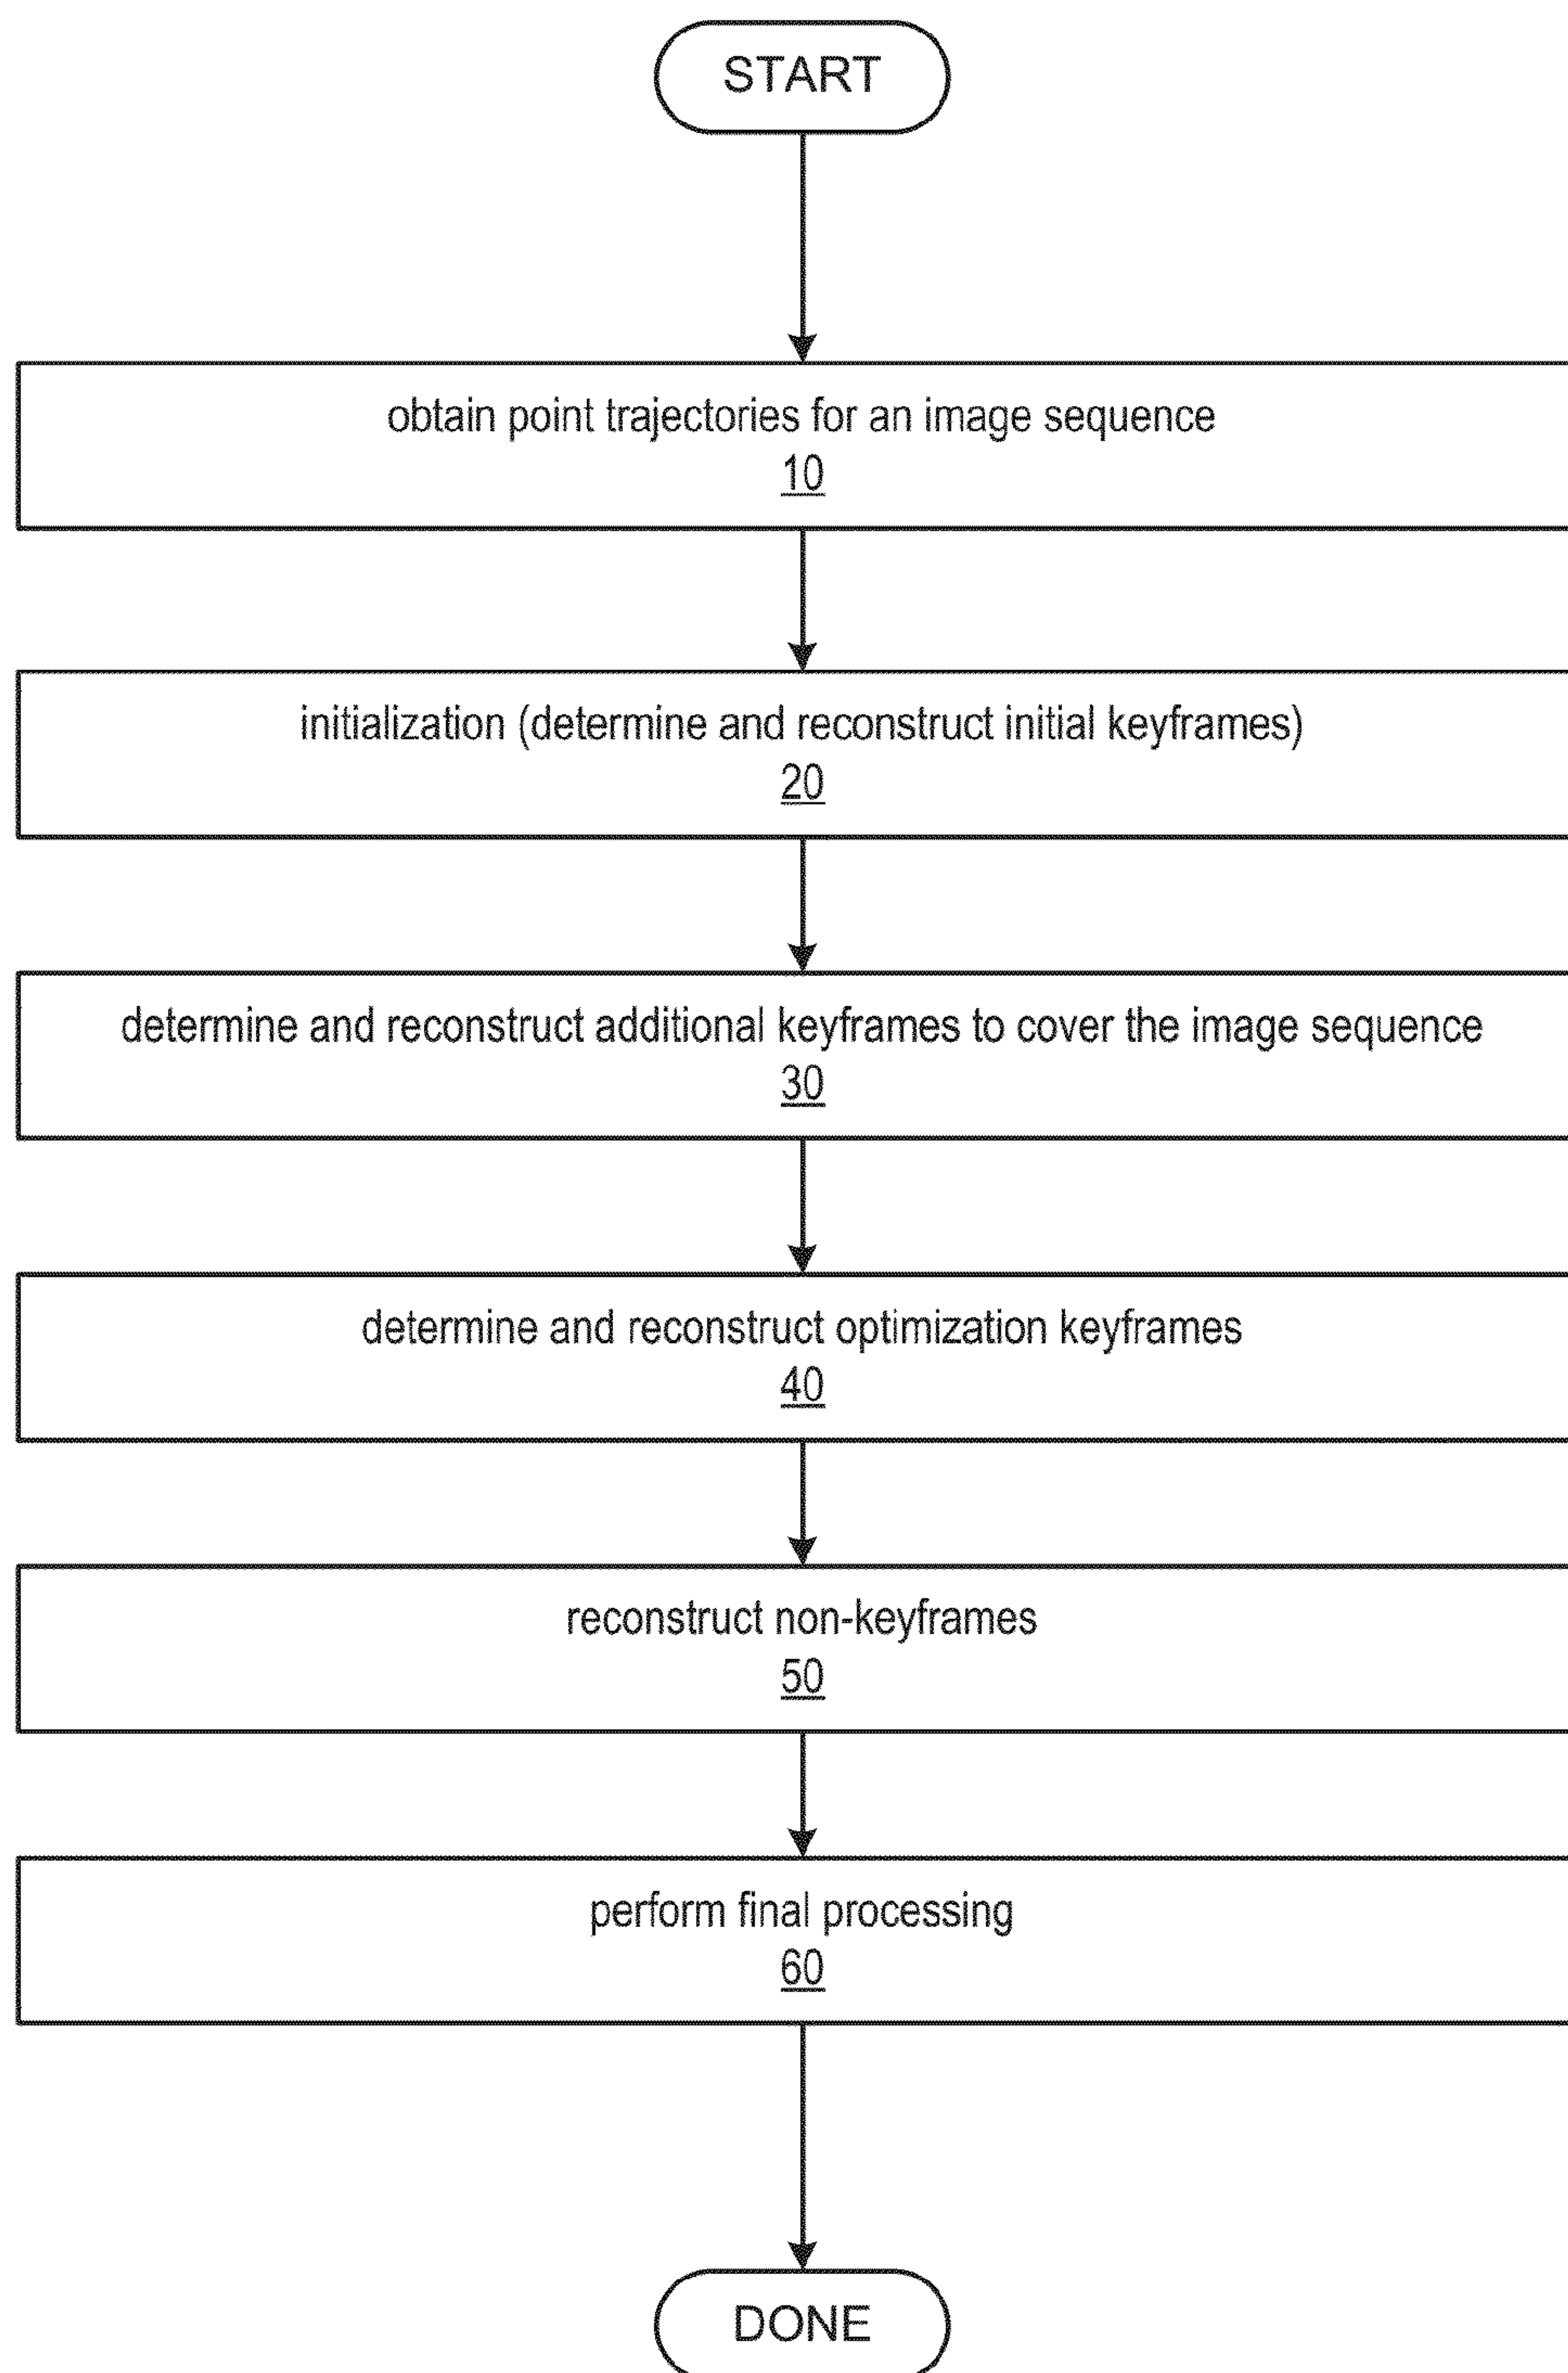 START
obtain point trajectories for an image sequence
10
initialization (determine and reconstruct initial keyframes)
20
determine and reconstruct additional keyframes to cover the image sequence
30
determine and reconstruct optimization keyframes
40
reconstruct non-keyframes
50
perform final processing
60
DONE